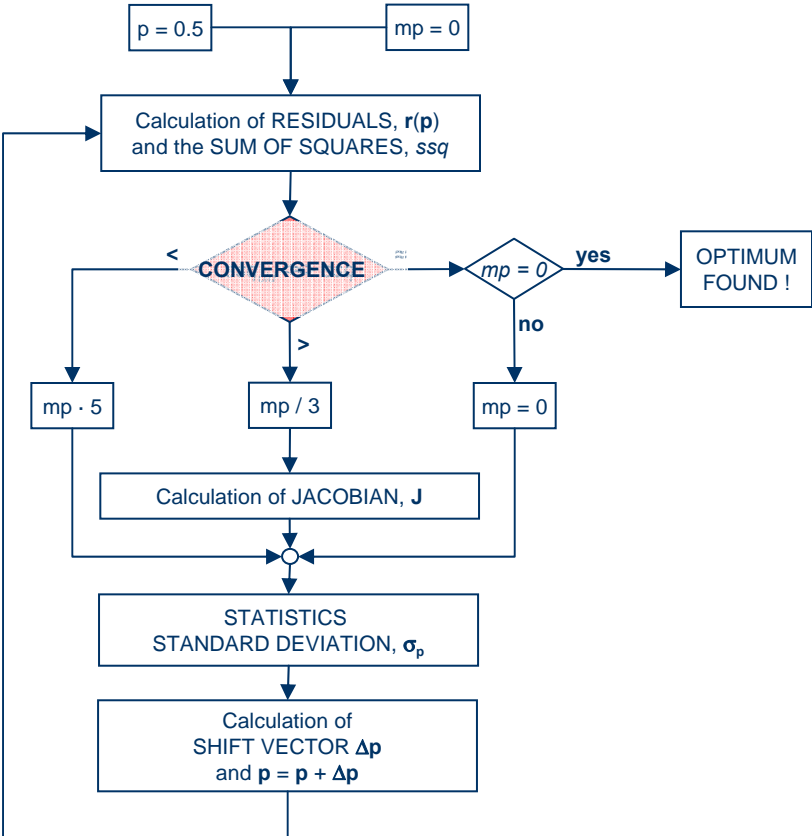 p = 0.5
mp = 0
Calculation of RESIDUALS, r(p)
and the SUM OF SQUARES, ssq
<
CONVERGENCE
mp = 0
yes
OPTIMUM
FOUND !
no
>
mp · 5
mp / 3
mp = 0
Calculation of JACOBIAN, J
STATISTICS
STANDARD DEVIATION, σp
Calculation of
SHIFT VECTOR Δp
and p = p + Δp